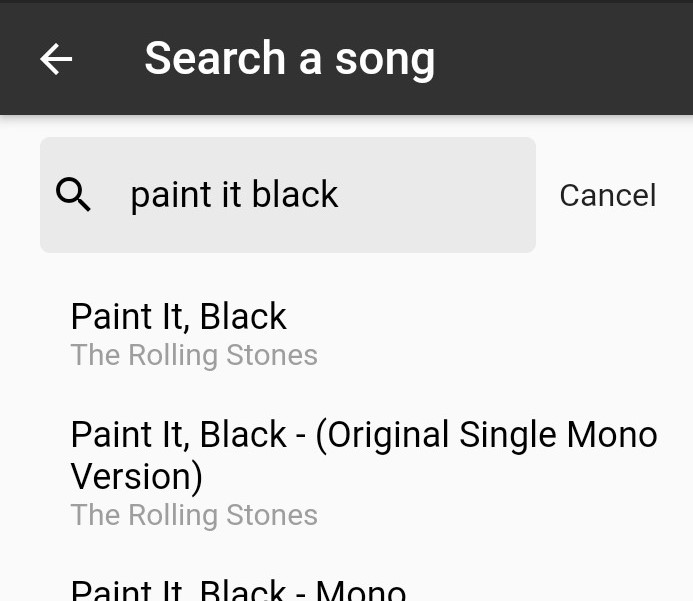 Search a song
paint it black
Cancel
Paint It, Black
The Rolling Stones
Paint It, Black - (Original Single Mono
Version)
The Rolling Stones
Paint It, Black - Mono